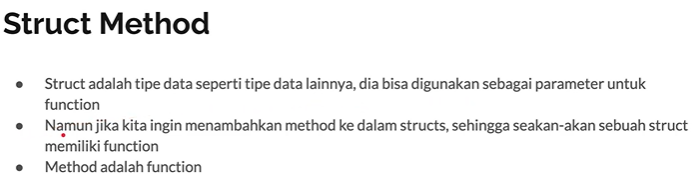 Struct Method
● Struct adalah tipe data seperti tipe data lainnya, dia bisa digunakan sebagai parameter untuk
function
● Namun jika kita ingin menambahkan method ke dalam structs, sehingga seakan-akan sebuah struct
memiliki function
● Method adalah function